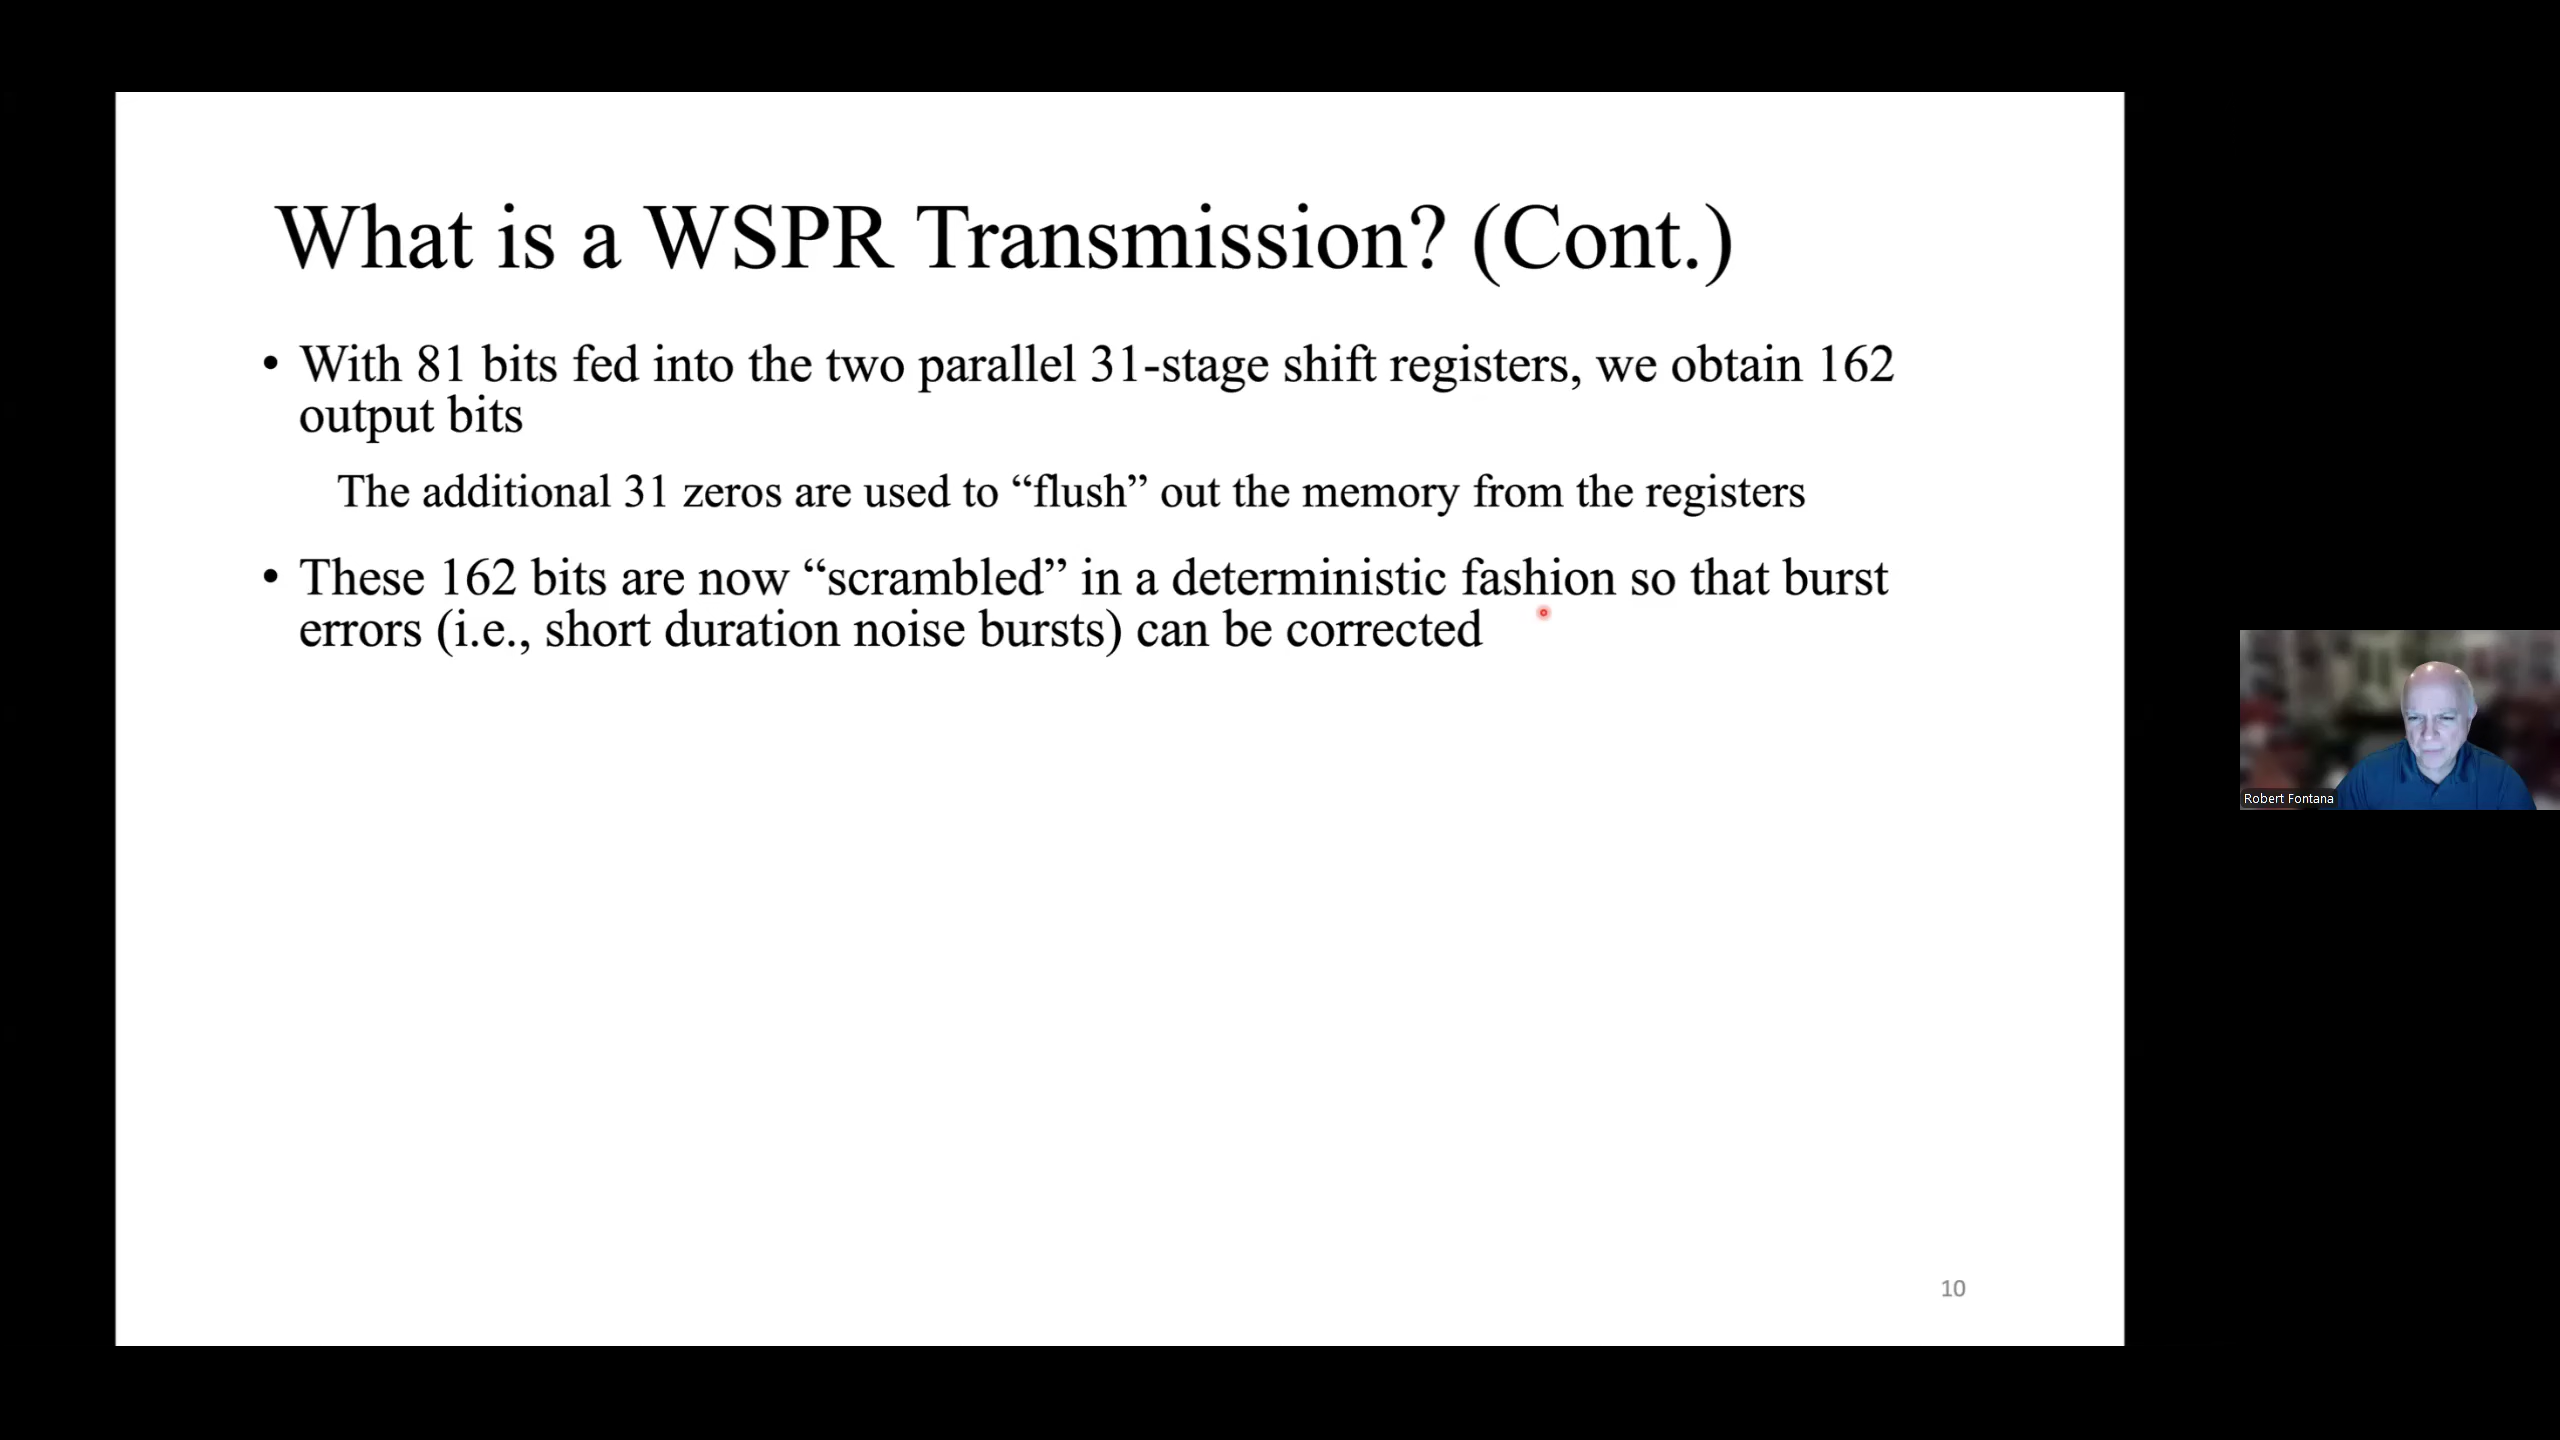 What is a WSPR Transmission? (Cont.)
• With 81 bits fed into the two parallel 31-stage shift registers, we obtain 162
output bits
The additional 31 zeros are used to “flush” out the memory from the registers
• These 162 bits are now “scrambled” in a deterministic fashion so that burst
errors (i.e., short duration noise bursts) can be corrected
Robert Fontana
10